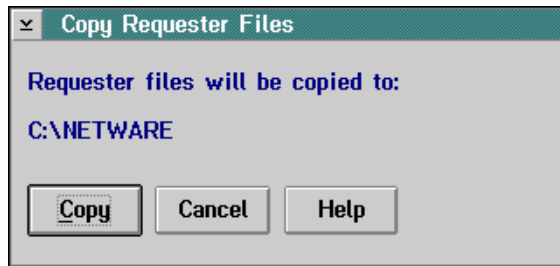 Copy Requester Files
Requester files will be copied to:
C:\NETWARE
Copy Cancel Help